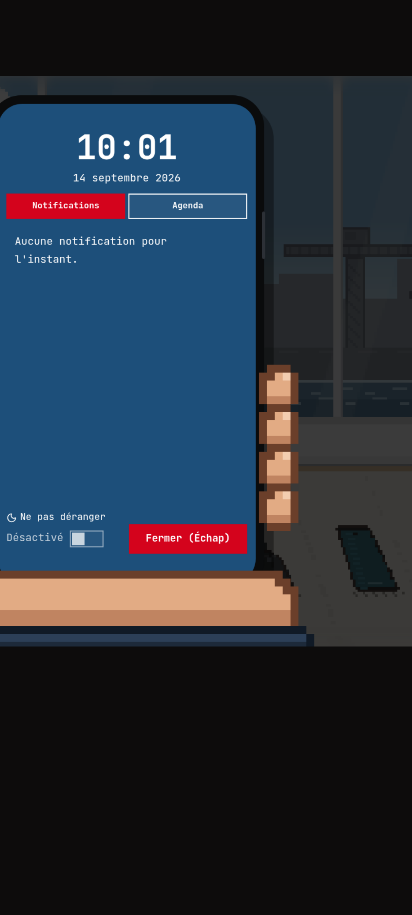 10:01
14 septembre 2026
Notifications
Agenda
Aucune notification pour
l'instant.
Ne pas déranger
Désactivé
Fermer (Échap)